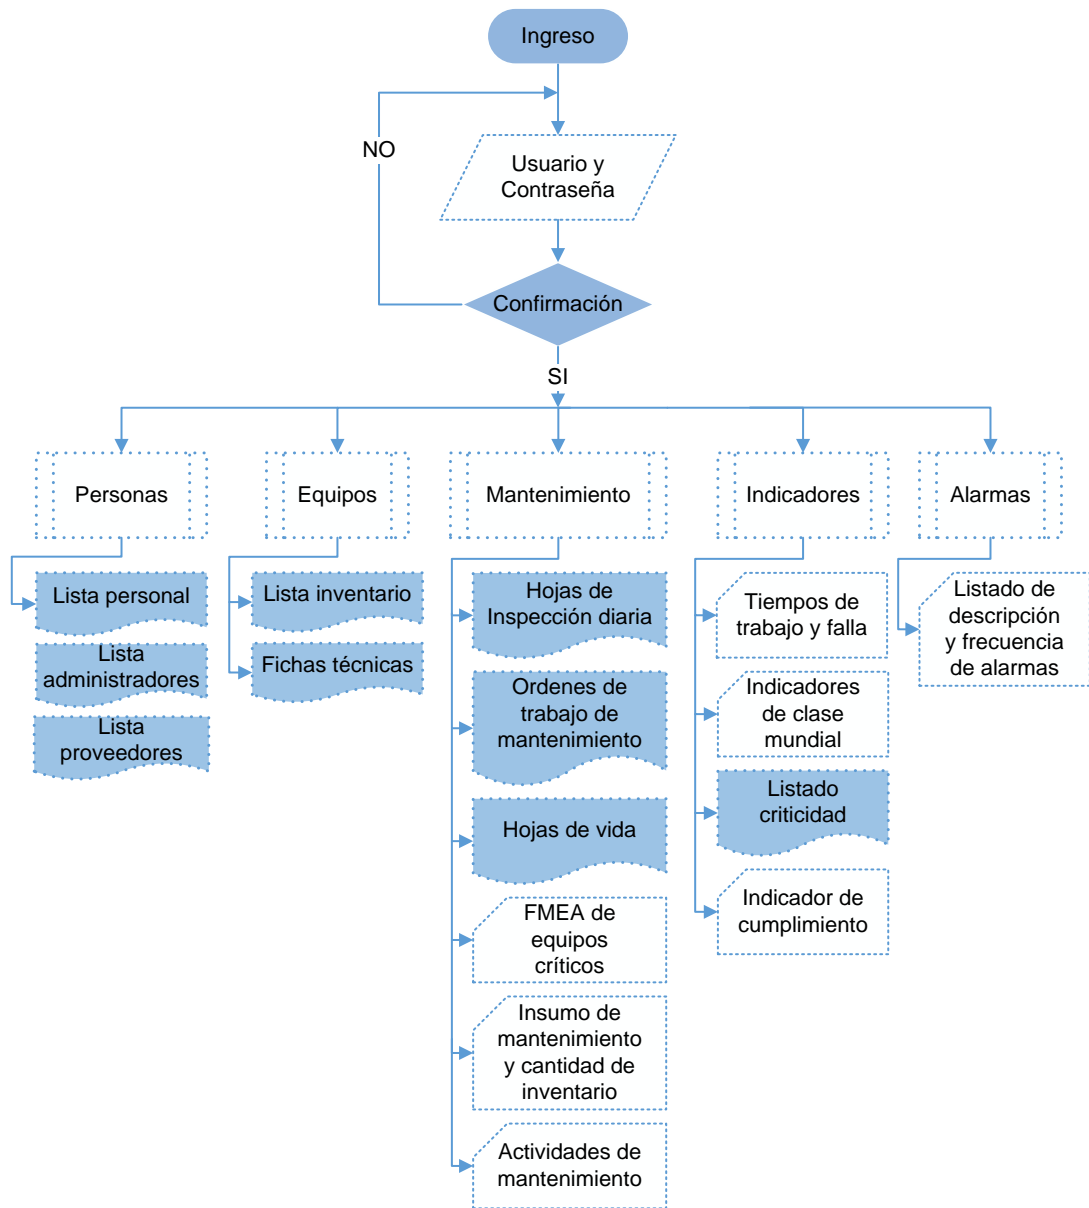 Ingreso
NO
Usuario y
Contraseña
Confirmación
SI
Personas
Equipos
Mantenimiento
Indicadores
Alarmas
Lista personal
Lista
administradores
Lista
proveedores
Lista inventario
Fichas técnicas
Hojas de
Inspección diaria
Ordenes de
trabajo de
mantenimiento
Hojas de vida
FMEA de
equipos
críticos
Insumo de
mantenimiento
y cantidad de
inventario
Actividades de
mantenimiento
Tiempos de
trabajo y falla
Indicadores
de clase
mundial
Listado
criticidad
Indicador de
cumplimiento
Listado de
descripción
y frecuencia
de alarmas